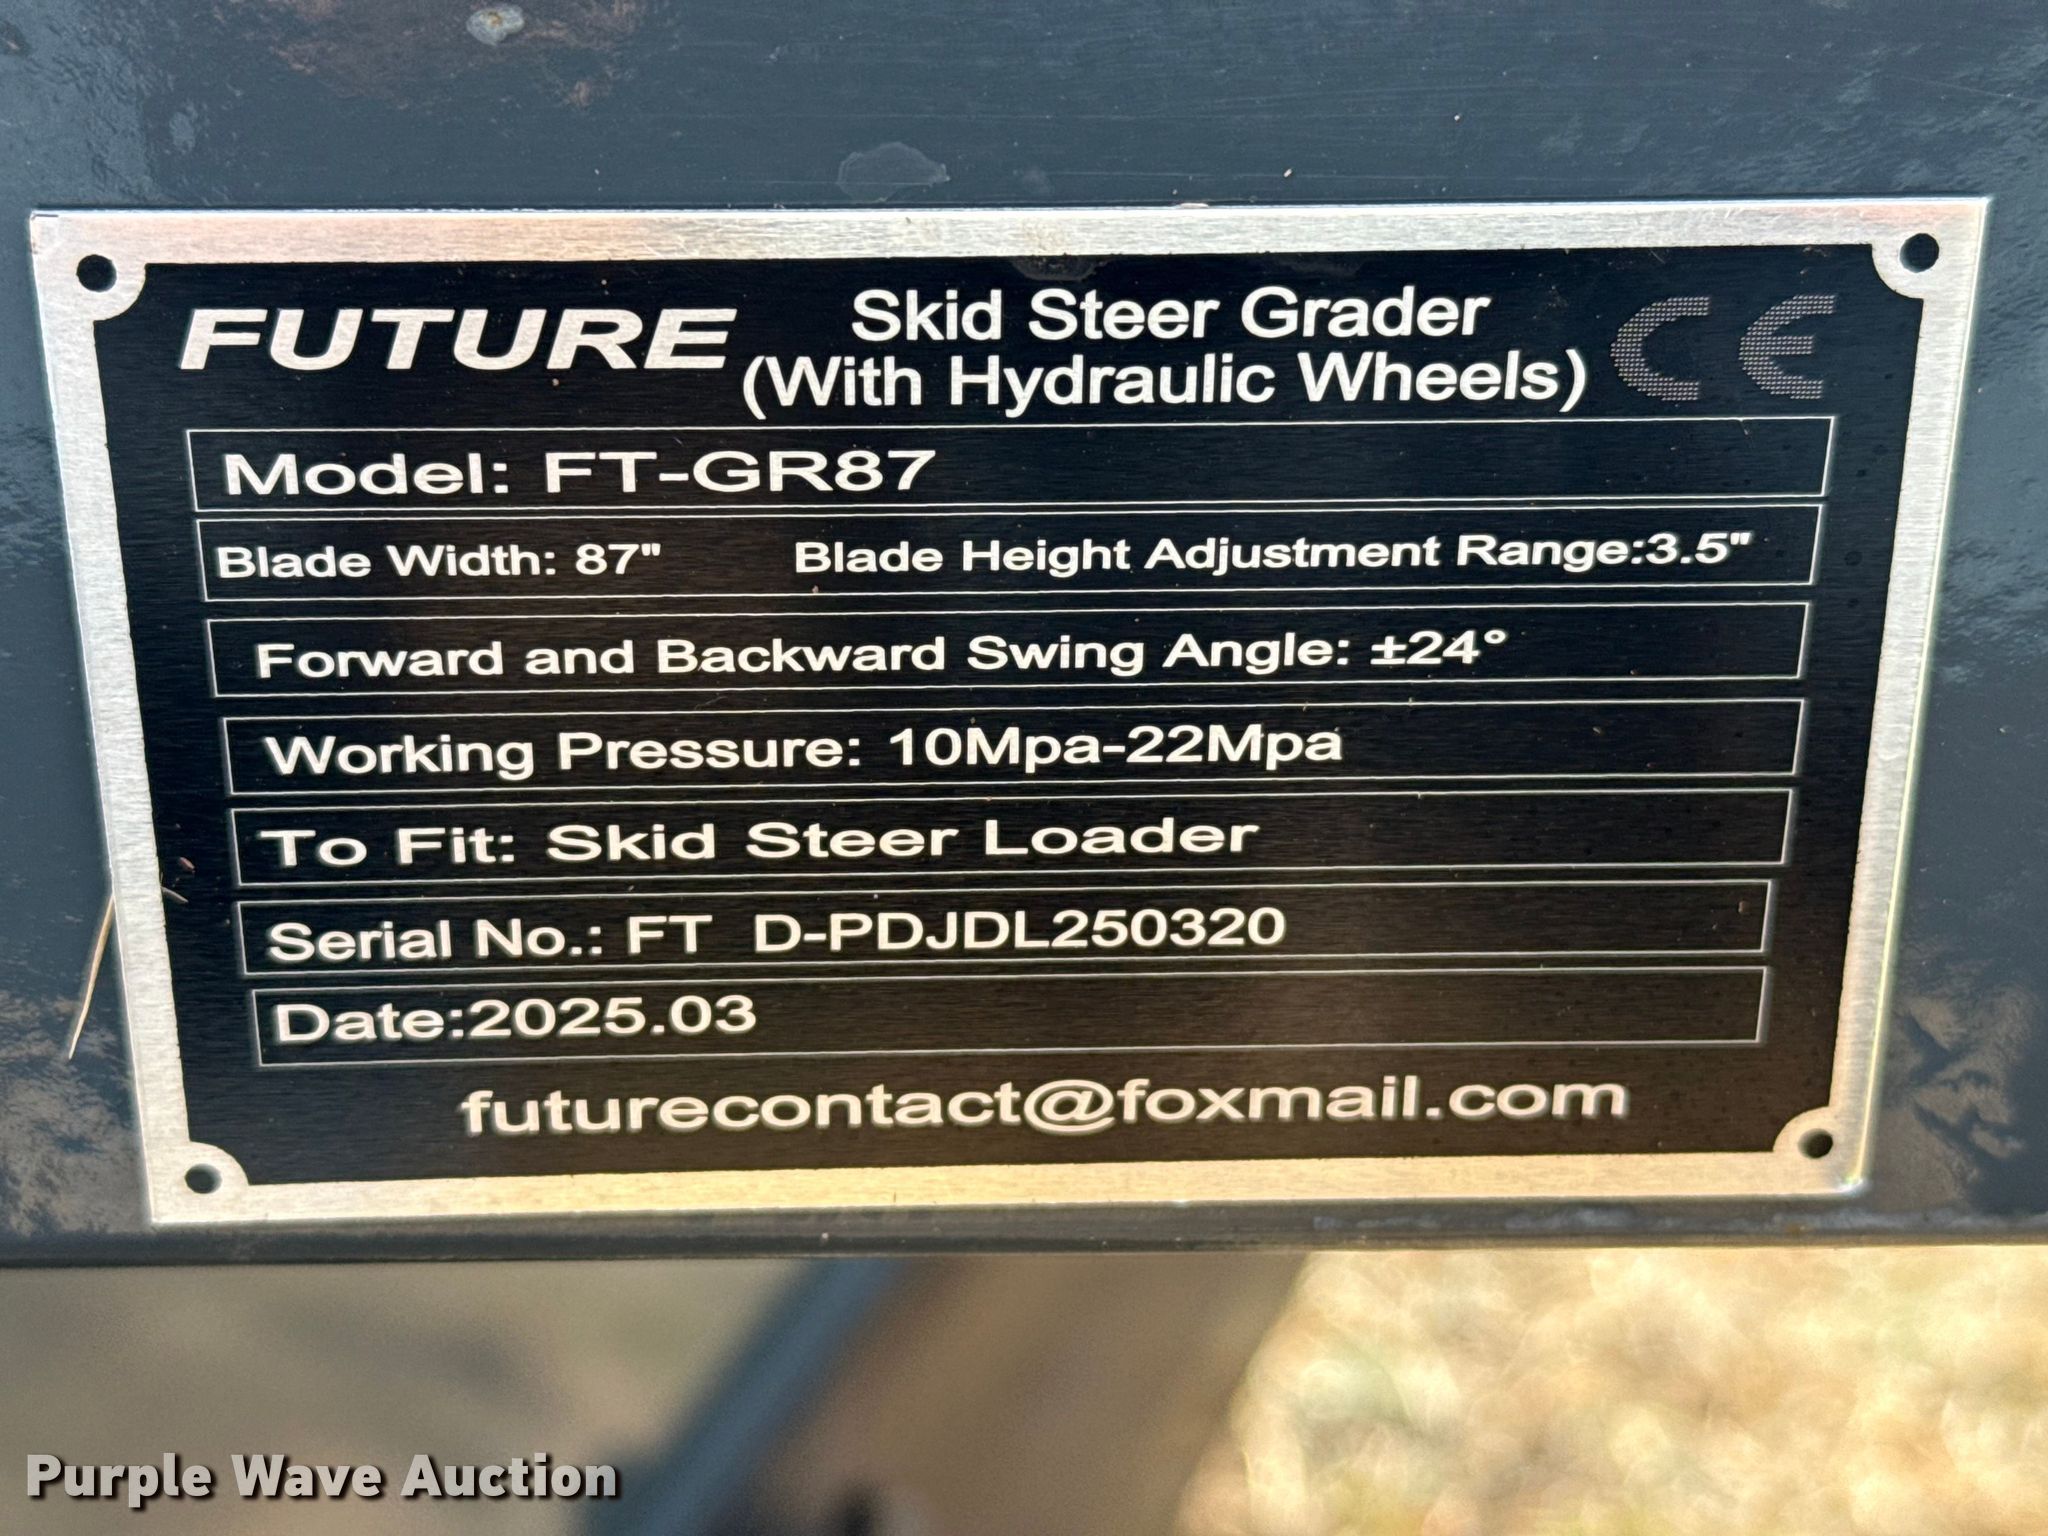 FUTURE
Skid Steer Grader
(With Hydraulic Wheels)
CE
Model: FT-GR87
Blade Width: 87" Blade Height Adjustment Range:3.5"
Forward and Backward Swing Angle: ±24°
Working Pressure: 10Mpa-22Mpa
To Fit: Skid Steer Loader
Serial No.: FT D-PDJDL250320
Date:2025.03
futurecontact@foxmail.com
Purple Wave Auction